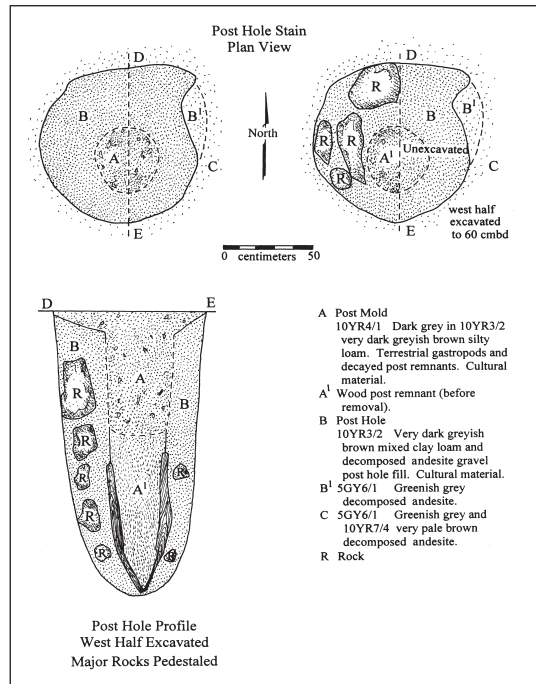 Post Hole Stain
Plan View
D
B
B¹
A
C
E
North
D
R
B
B¹
R
R
A¹
Unexcavated
R
C
E
west half
excavated
to 60 cmbd
0 centimeters 50
D
E
B
A
R
B
R
R
R
A¹
R
R
R
Post Hole Profile
West Half Excavated
Major Rocks Pedestaled
A Post Mold
10YR4/1 Dark grey in 10YR3/2
very dark greyish brown silty
loam. Terrestrial gastropods and
decayed post remnants. Cultural
material.
A¹ Wood post remnant (before
removal).
B Post Hole
10YR3/2 Very dark greyish
brown mixed clay loam and
decomposed andesite gravel
post hole fill. Cultural material.
B¹ 5GY6/1 Greenish grey
decomposed andesite.
C 5GY6/1 Greenish grey and
10YR7/4 very pale brown
decomposed andesite.
R Rock